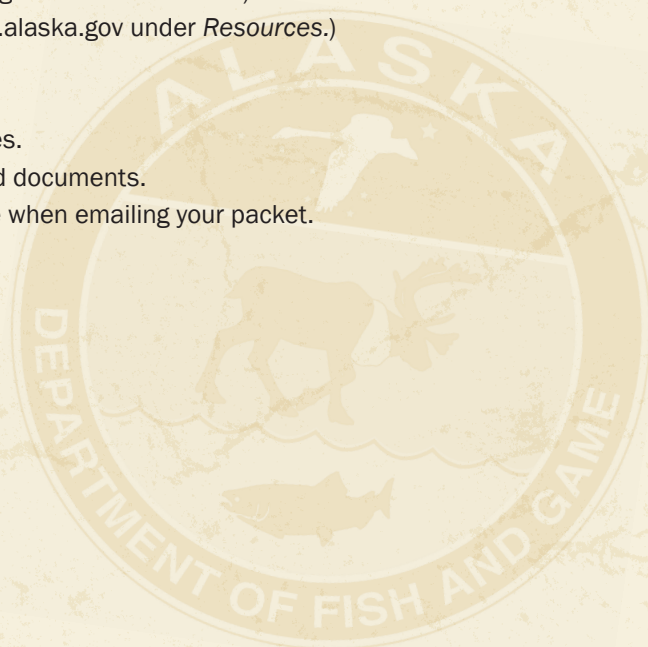 .alaska.gov under Resources.)
es.
d documents.
when emailing your packet.
ALASKA
DEPARTMENT OF FISH AND GAME